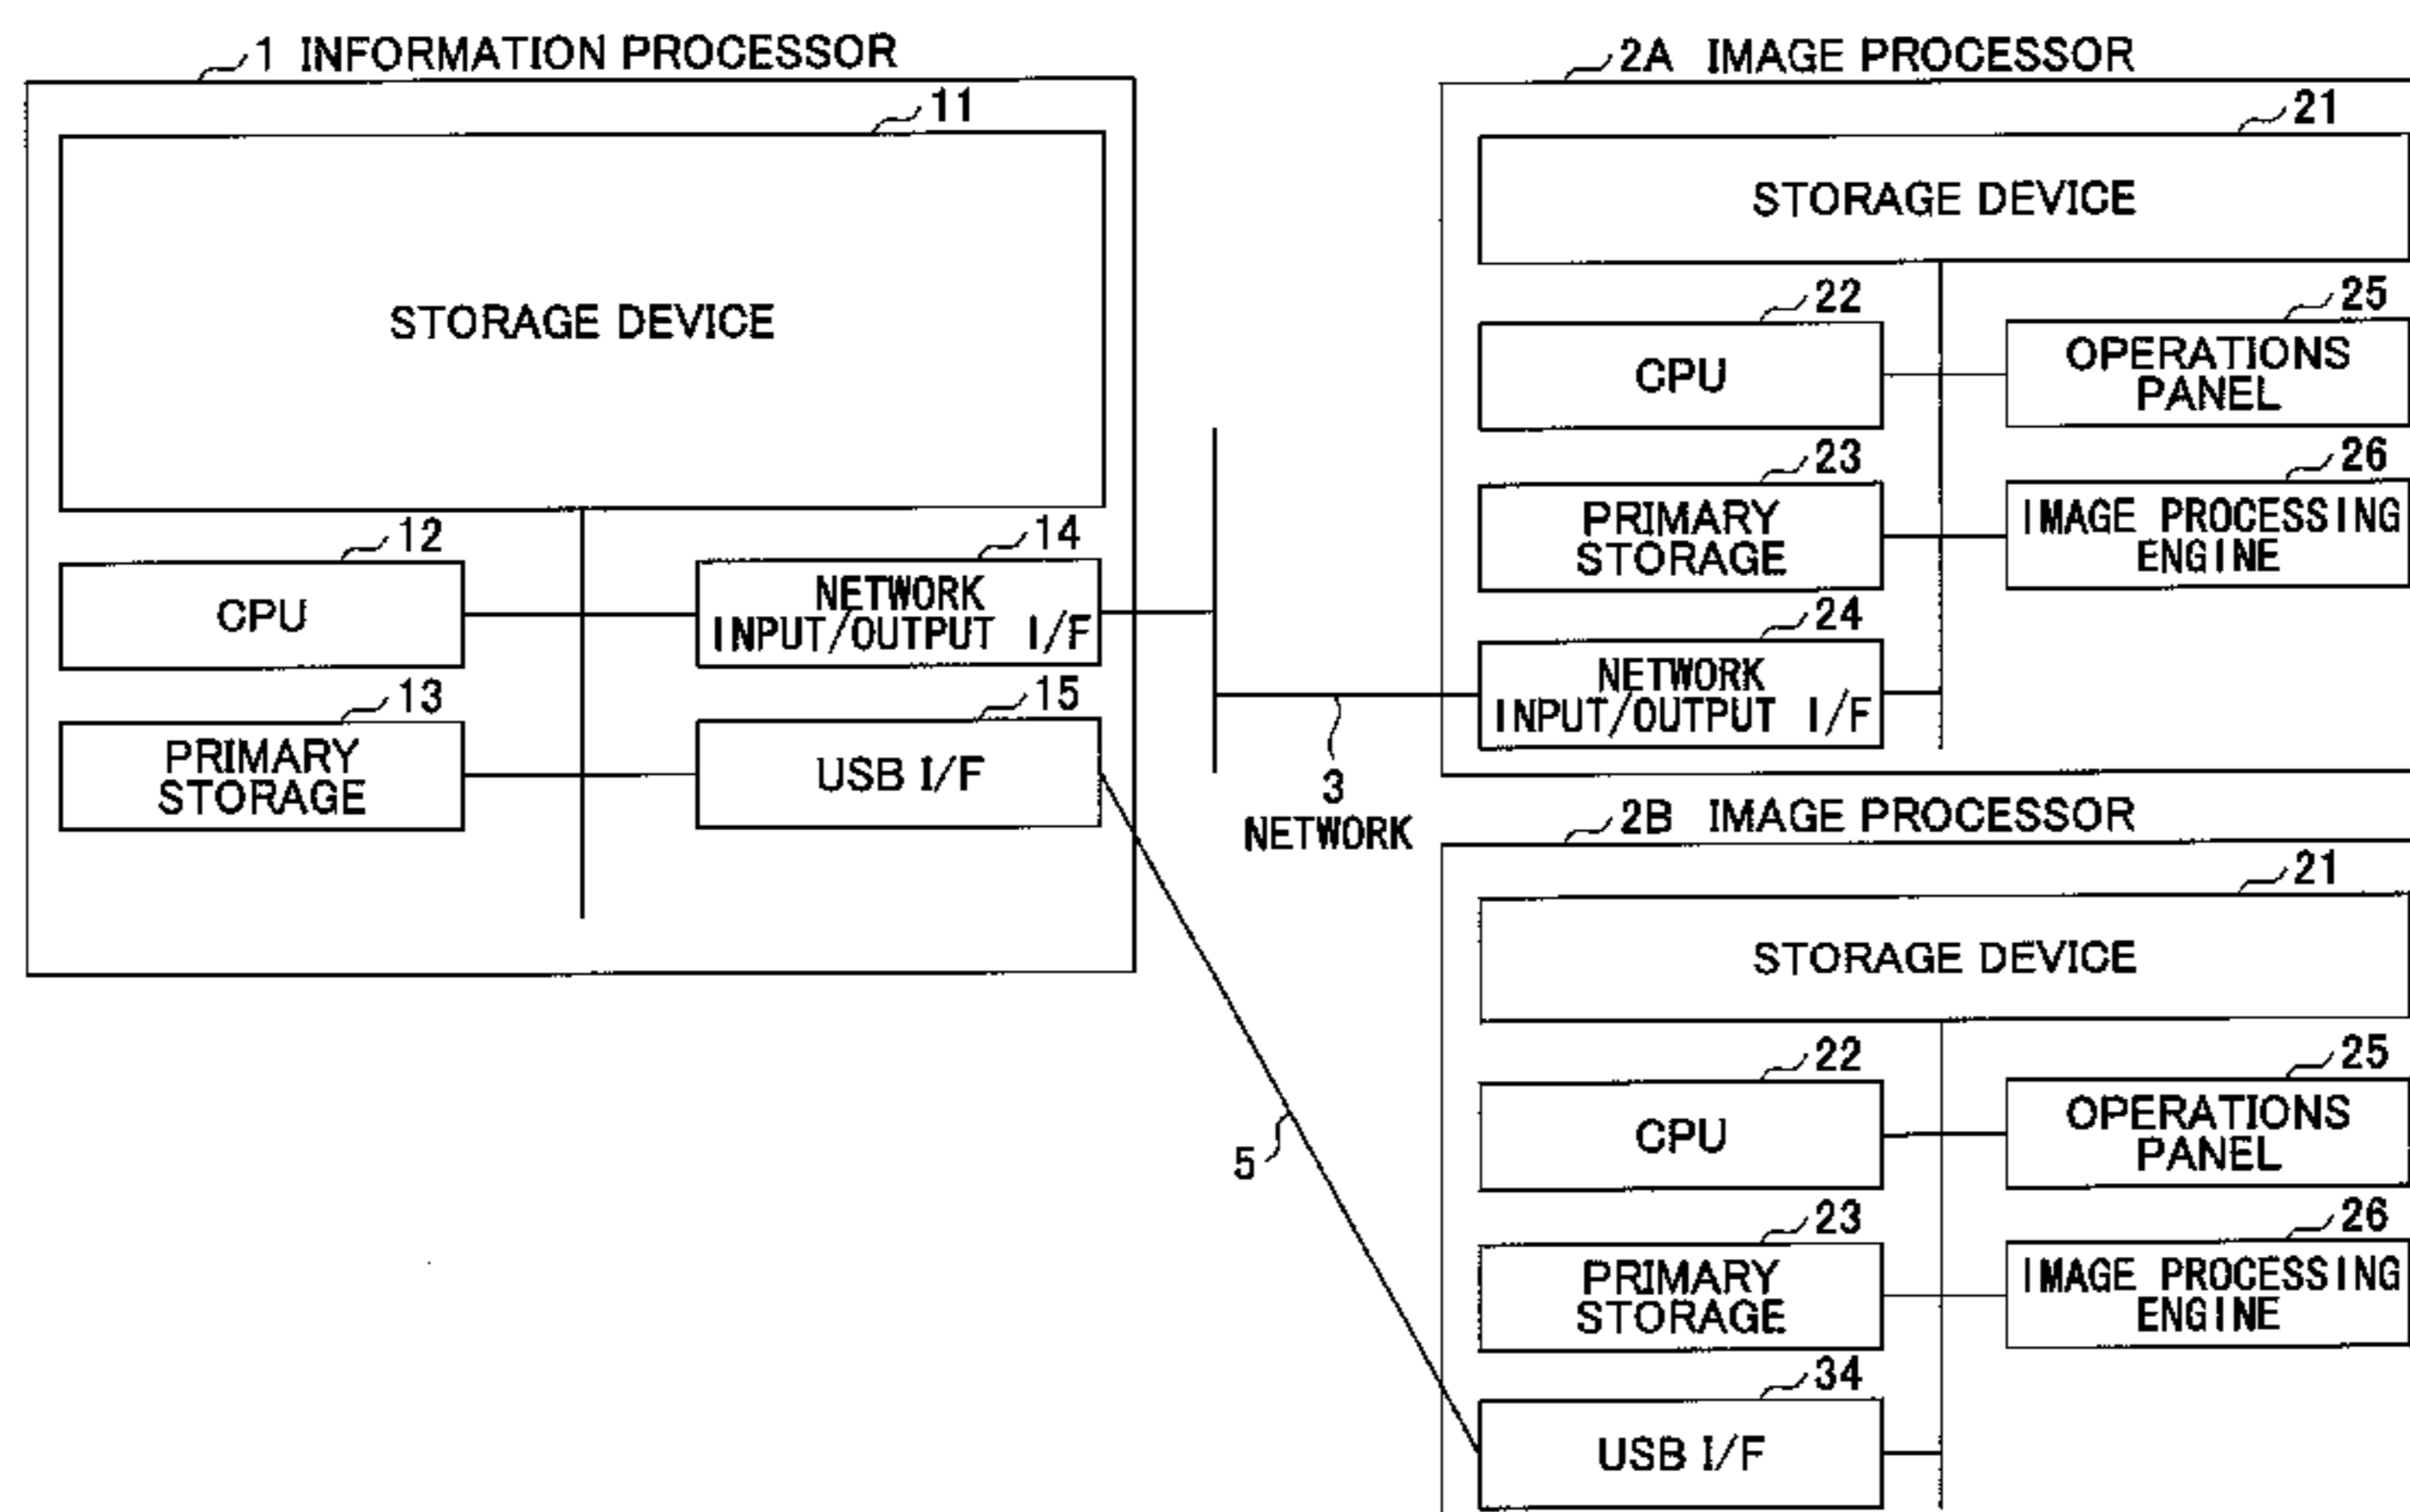 1 INFORMATION PROCESSOR
11
STORAGE DEVICE
12
CPU
13
PRIMARY
STORAGE
14
NETWORK
INPUT/OUTPUT I/F
15
USB I/F
3
NETWORK
5
2A IMAGE PROCESSOR
21
STORAGE DEVICE
22
CPU
25
OPERATIONS
PANEL
23
PRIMARY
STORAGE
26
IMAGE PROCESSING
ENGINE
24
NETWORK
INPUT/OUTPUT I/F
2B IMAGE PROCESSOR
21
STORAGE DEVICE
22
CPU
25
OPERATIONS
PANEL
23
PRIMARY
STORAGE
26
IMAGE PROCESSING
ENGINE
34
USB I/F